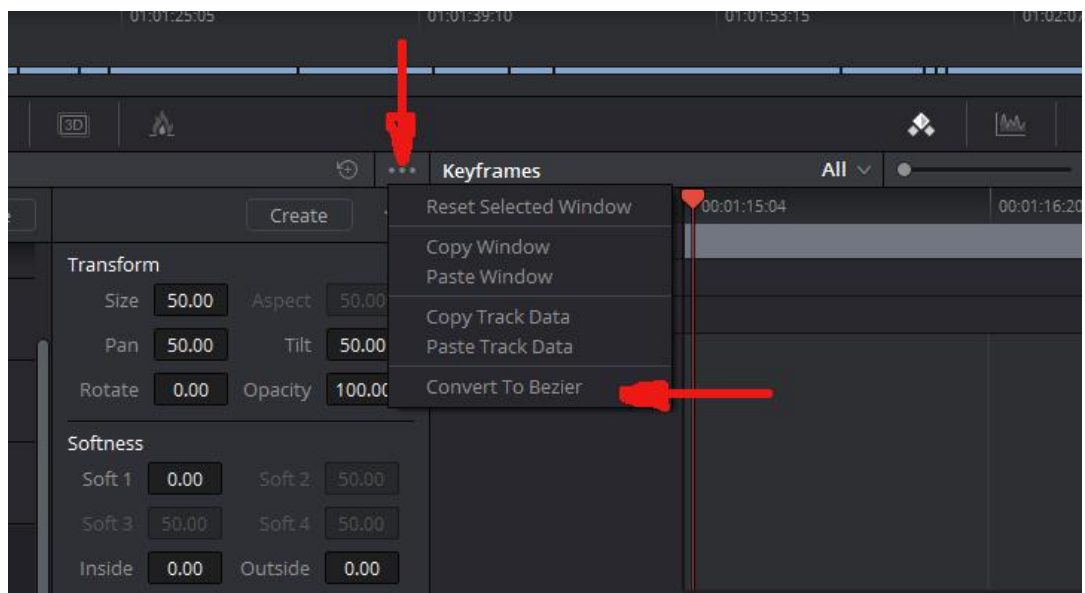 01:01:25:05 01:01:39:10 01:01:53:15
3D
Keyframes All
Create Reset Selected Window 00:01:15:04 00:01:16:20
Copy Window
Transform
Paste Window
Size 50.00 Aspect 50.00
Copy Track Data
Pan 50.00 Tilt 50.00 Paste Track Data
Rotate 0.00 Opacity 100.00 Convert To Bezier
Softness
Soft 1 0.00 Soft 2 50.00
Soft 3 50.00 Soft 4 50.00
Inside 0.00 Outside 0.00